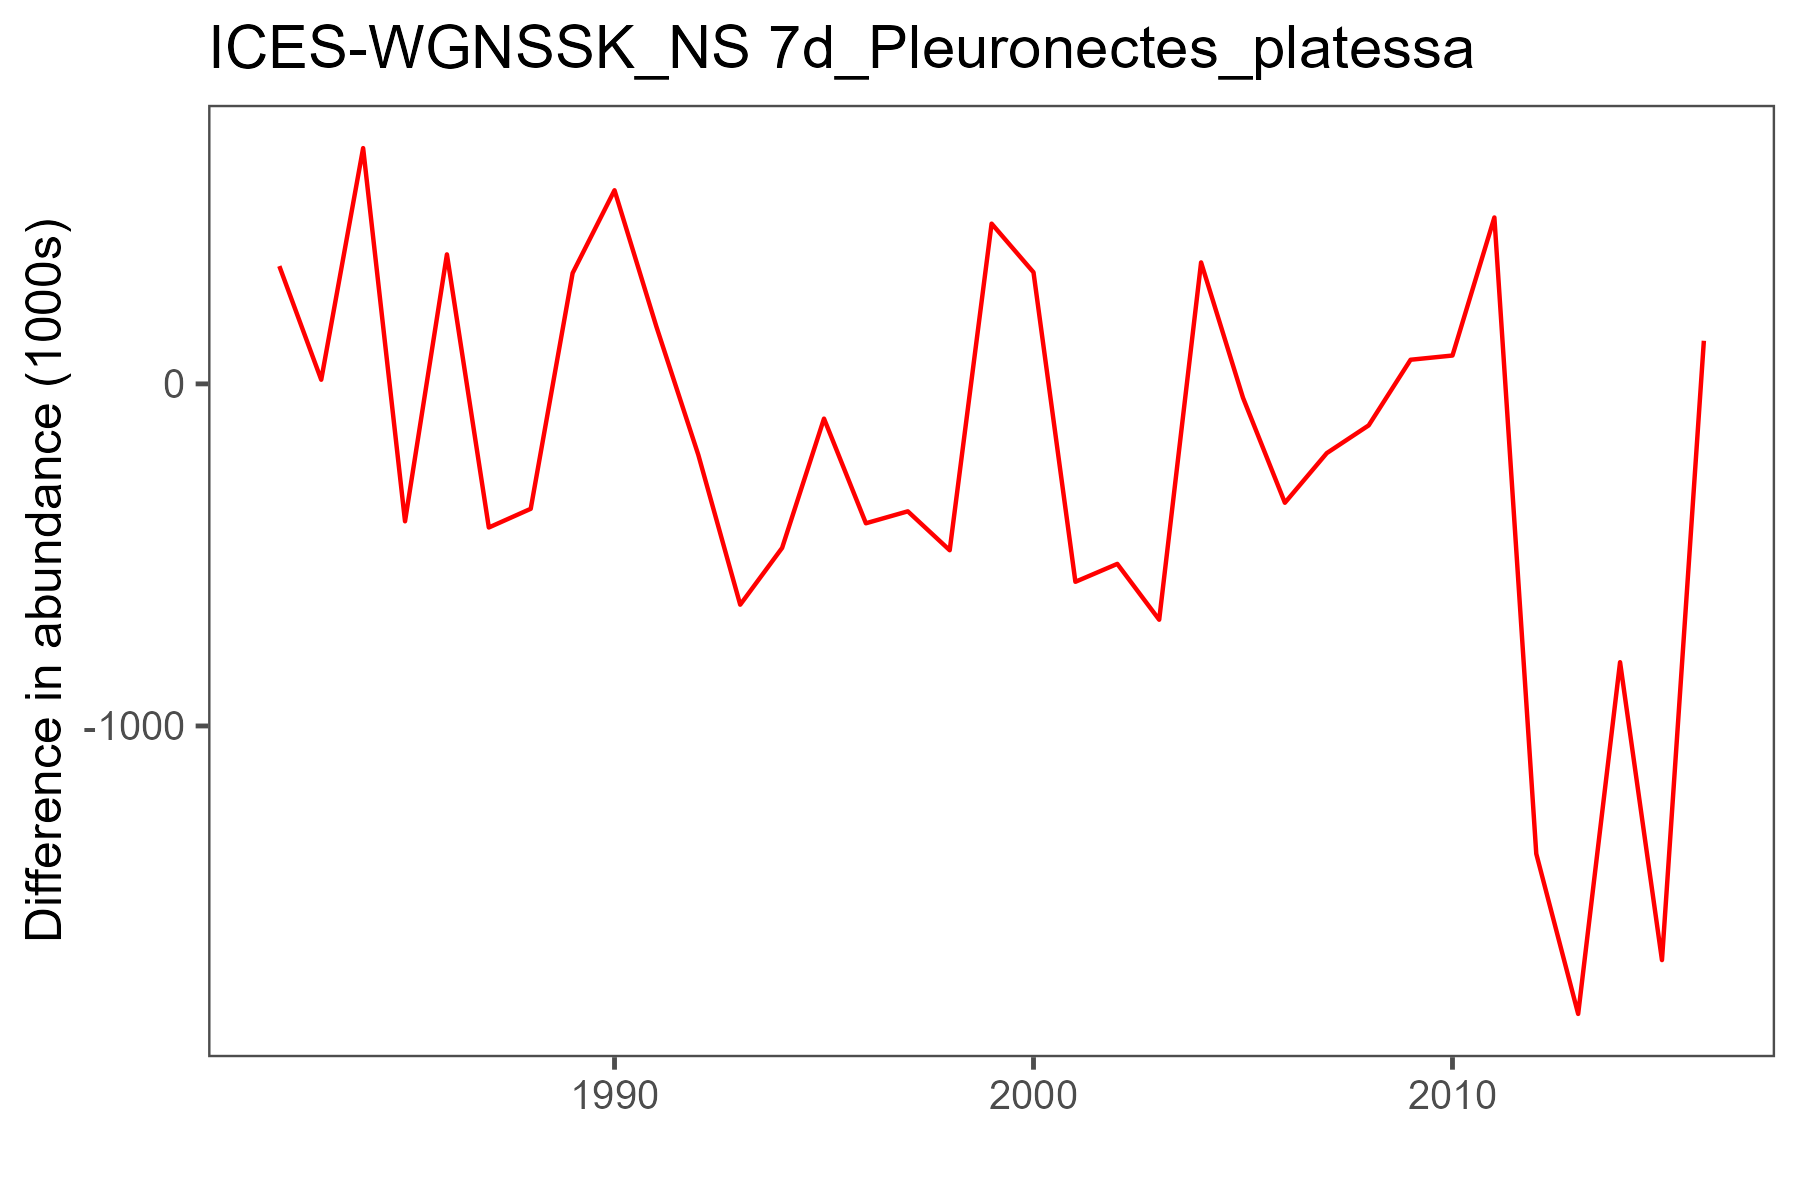 ICES-WGNSSK_NS 7d_Pleuronectes_platessa
Difference in abundance (1000s)
0
-1000
1990
2000
2010